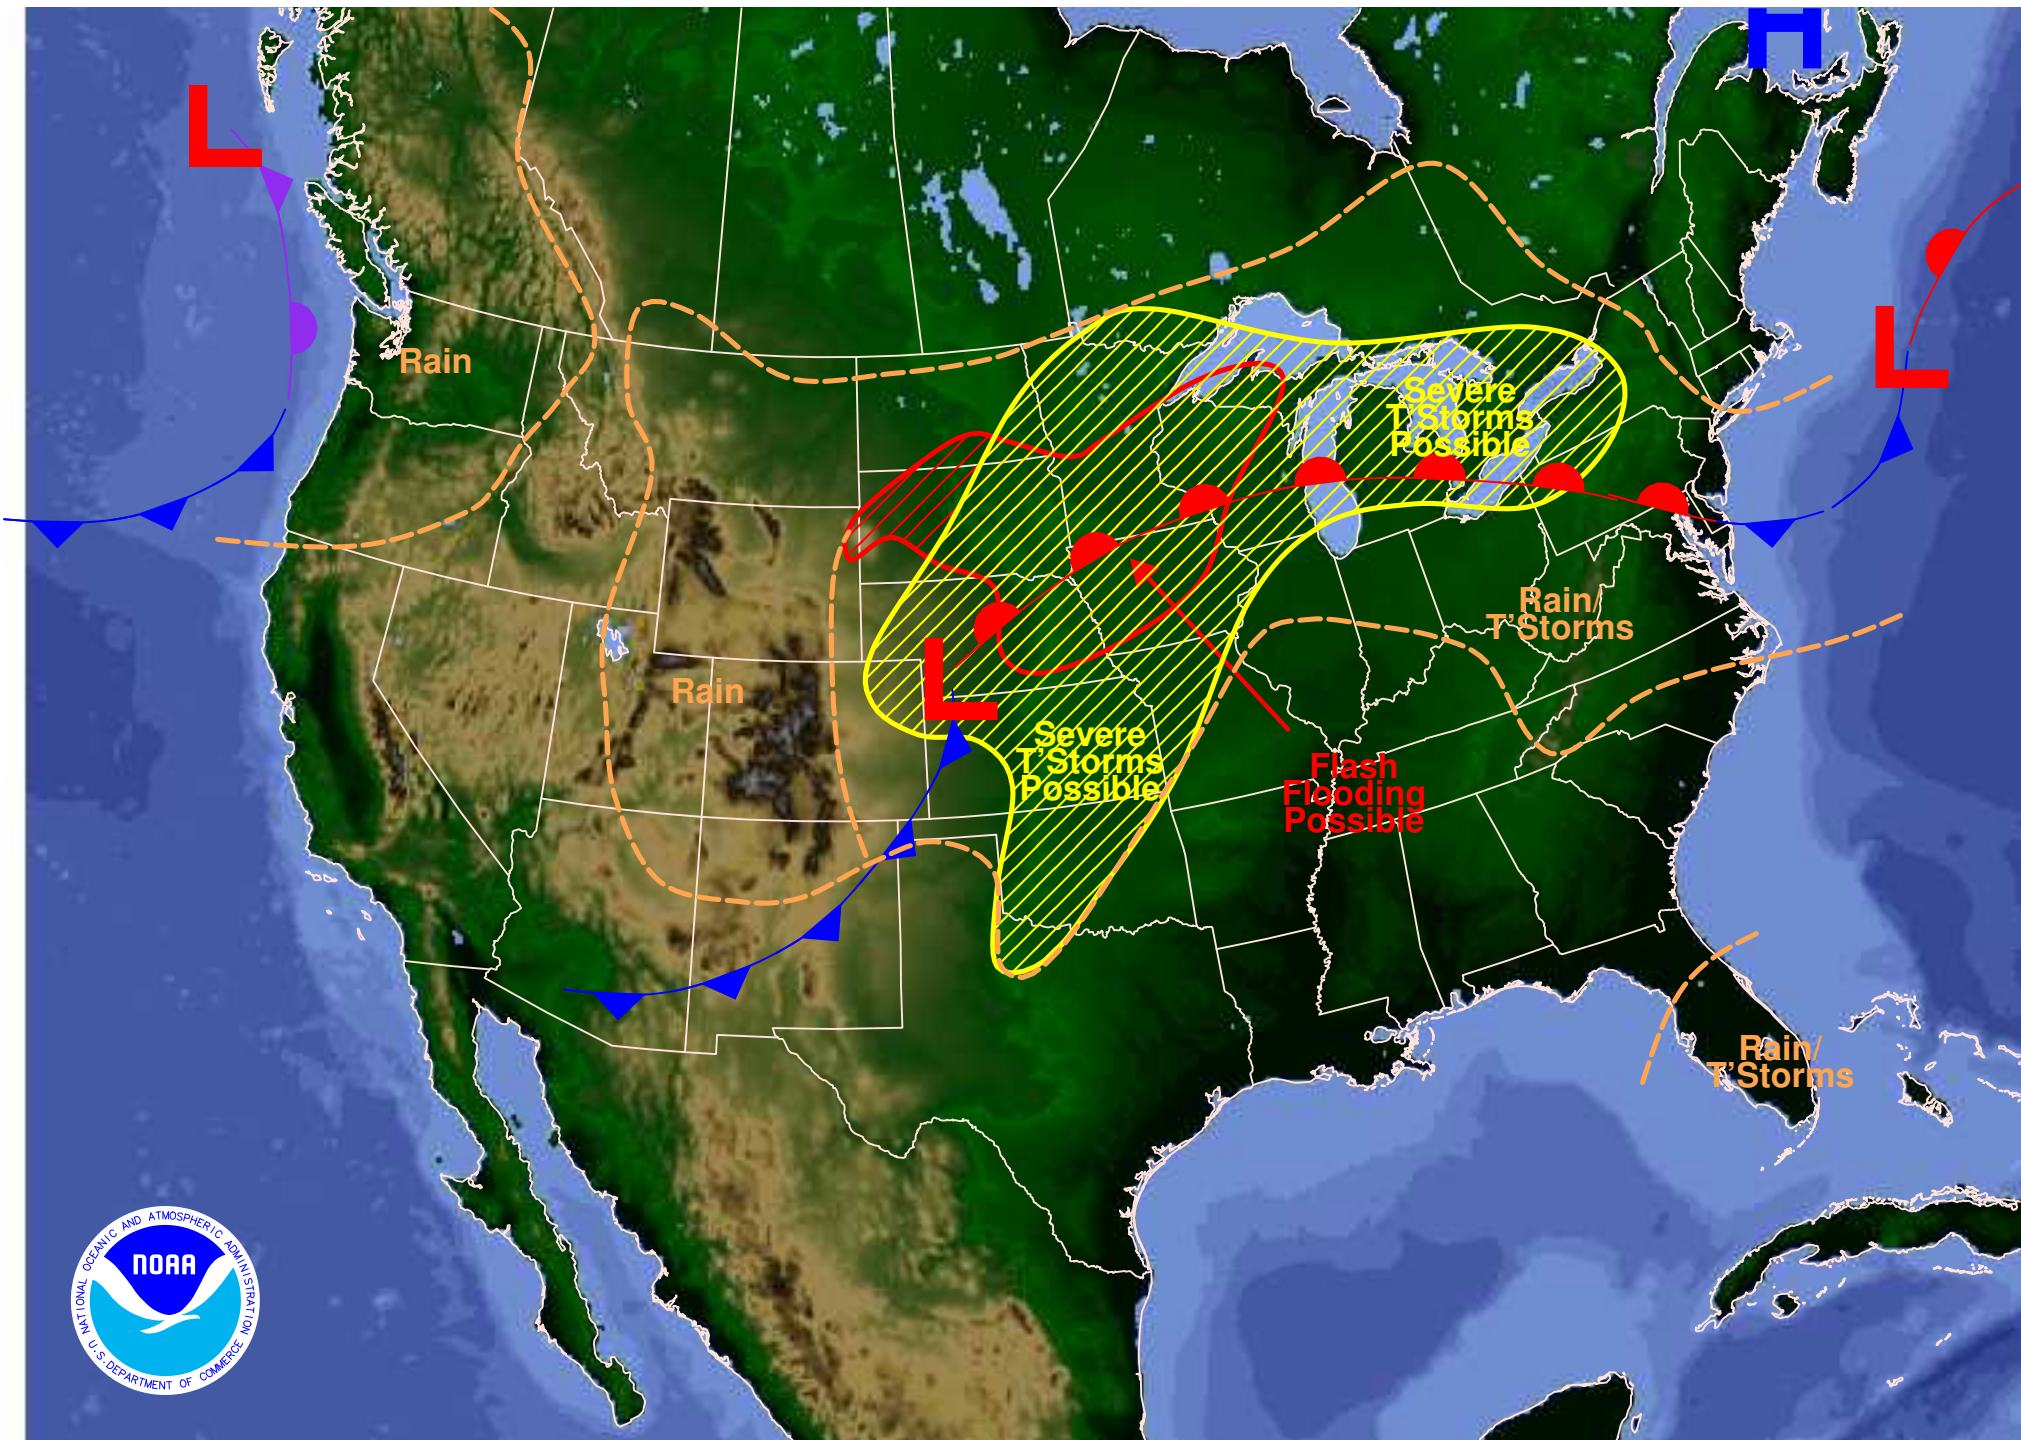 H
L
L
Rain
Severe
T'Storms
Possible
Rain/
T'Storms
Rain
L
Severe
T'Storms
Possible
Flash
Flooding
Possible
Rain/
T'Storms
NATIONAL OCEANIC AND ATMOSPHERIC ADMINISTRATION
NOAA
U.S. DEPARTMENT OF COMMERCE